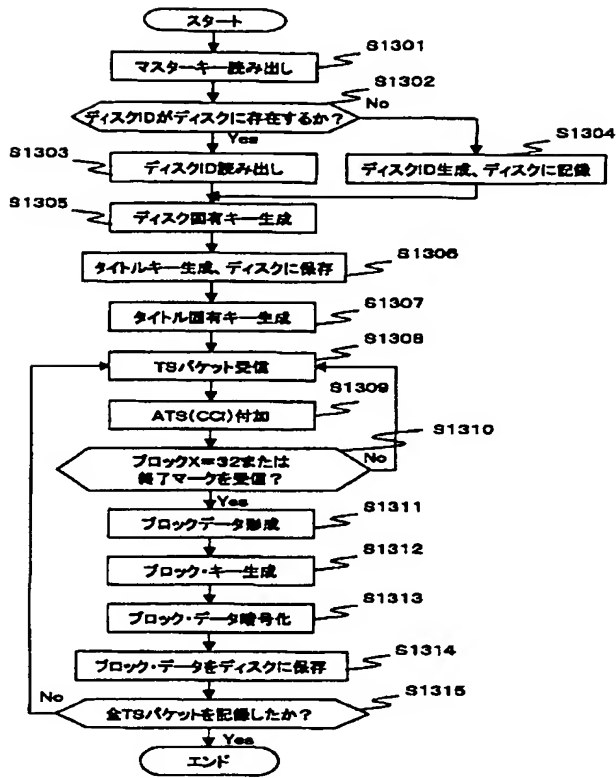 スタート
S1301
マスターキー読み出し
S1302
ディスクIDがディスクに存在するか?
No
Yes
S1303
ディスクID読み出し
S1304
ディスクID生成、ディスクに記録
S1305
ディスク固有キー生成
S1306
タイトルキー生成、ディスクに保存
S1307
タイトル固有キー生成
S1308
TSパケット受信
S1309
ATS(CCI)付加
S1310
ブロックX=32または
終了マークを受信?
No
Yes
S1311
ブロックデータ形成
S1312
ブロック・キー生成
S1313
ブロック・データ暗号化
S1314
ブロック・データをディスクに保存
S1315
No
全TSパケットを記録したか?
Yes
エンド